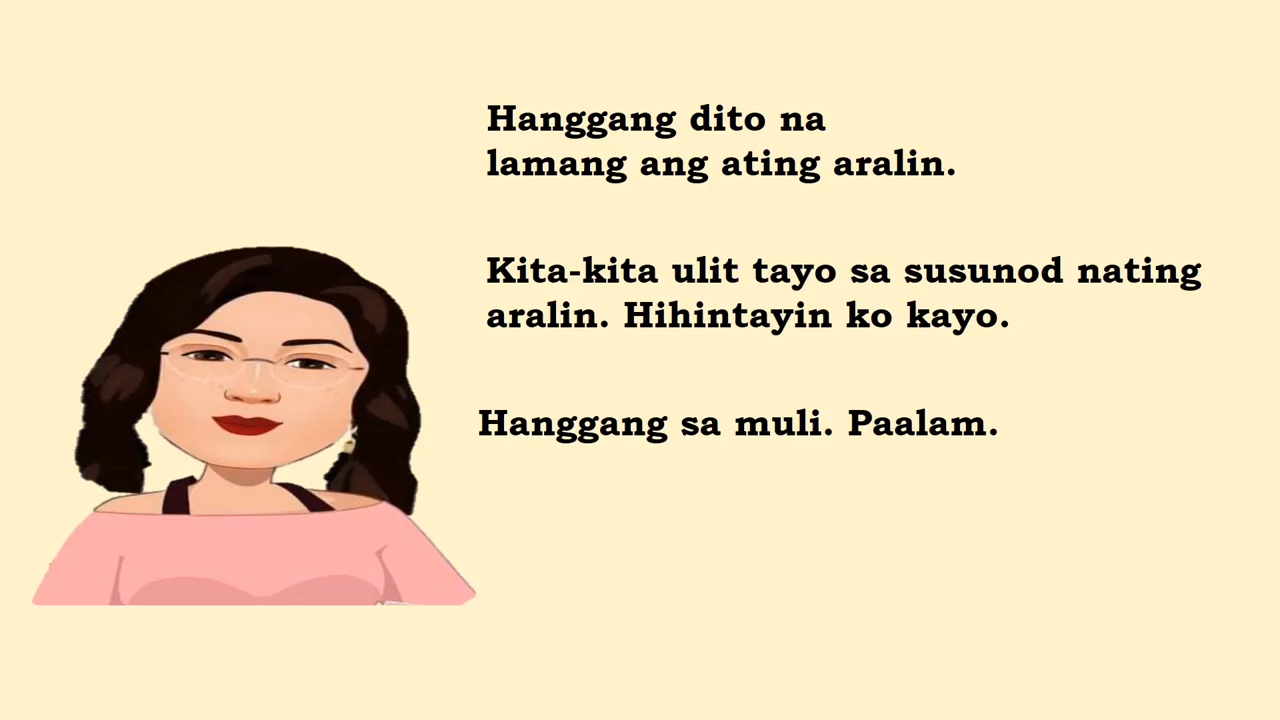 Hanggang dito na
lamang ang ating aralin.
Kita-kita ulit tayo sa susunod nating
aralin. Hihintayin ko kayo.
Hanggang sa muli. Paalam.